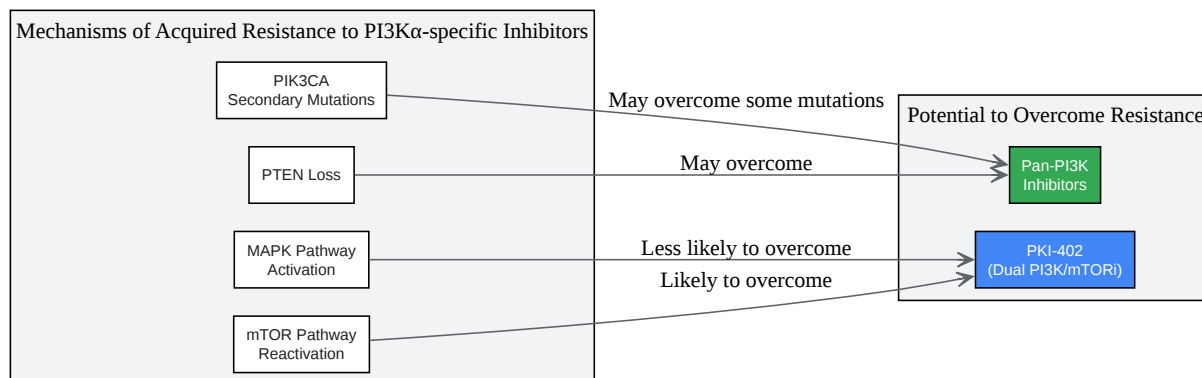 Mechanisms of Acquired Resistance to PI3Kα-specific Inhibitors
PIK3CA
Secondary Mutations
PTEN Loss
MAPK Pathway
Activation
mTOR Pathway
Reactivation
May overcome some mutations
May overcome
Less likely to overcome
Likely to overcome
Potential to Overcome Resistance
Pan-PI3K
Inhibitors
PKI-402
(Dual PI3K/mTORi)